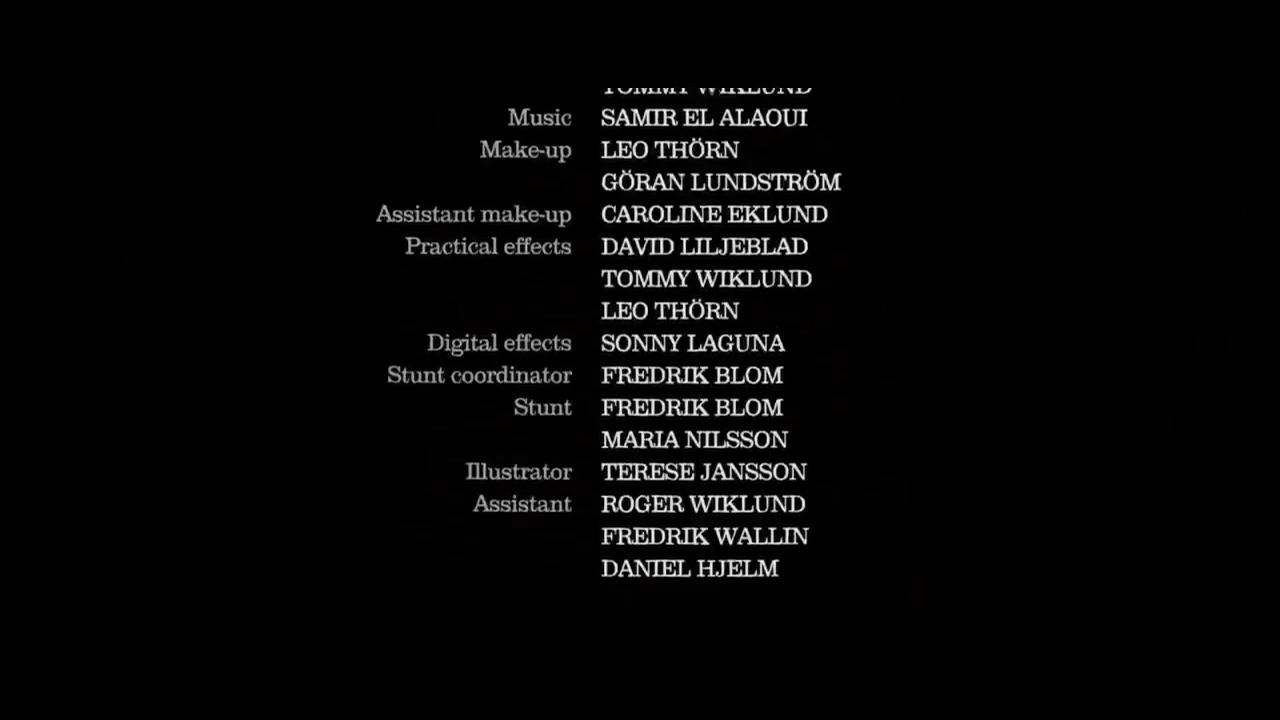 TOMMY WIKLUND
Music SAMIR EL ALAOUI
Make-up LEO THÖRN
GÖRAN LUNDSTRÖM
Assistant make-up CAROLINE EKLUND
Practical effects DAVID LILJEBLAD
TOMMY WIKLUND
LEO THÖRN
Digital effects SONNY LAGUNA
Stunt coordinator FREDRIK BLOM
Stunt FREDRIK BLOM
MARIA NILSSON
Illustrator TERESE JANSSON
Assistant ROGER WIKLUND
FREDRIK WALLIN
DANIEL HJELM